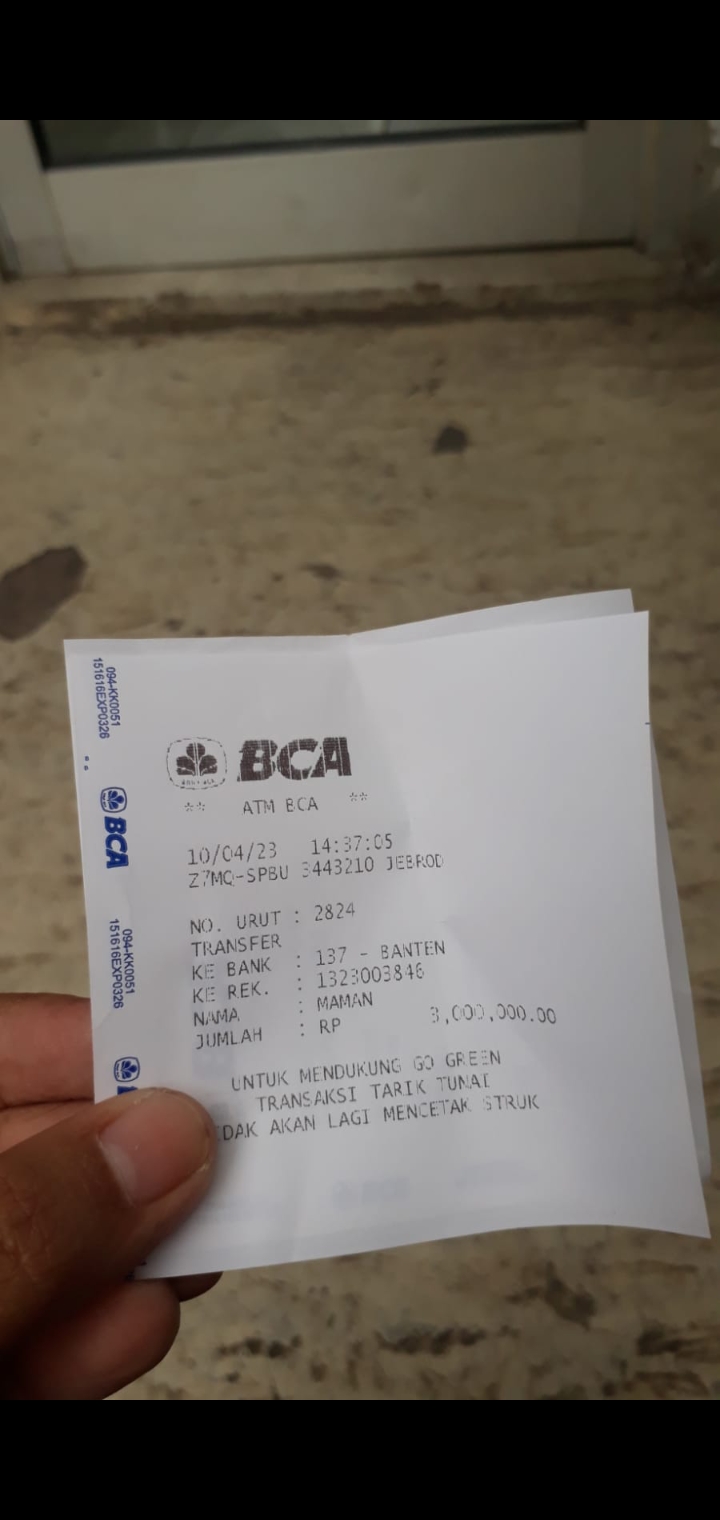 094-KK0051
151616EXP0326
BCA
094-KK0051
151616EXP0326
BCA
** ATM BCA **
10/04/23 14:37:05
Z7MQ-SPBU 3443210 JEBROD
NO. URUT : 2824
TRANSFER
KE BANK : 137 - BANTEN
KE REK. : 1323003846
NAMA : MAMAN
JUMLAH : RP 3,000,000.00
UNTUK MENDUKUNG GO GREEN
TRANSAKSI TARIK TUNAI
DAK AKAN LAGI MENCETAK STRUK